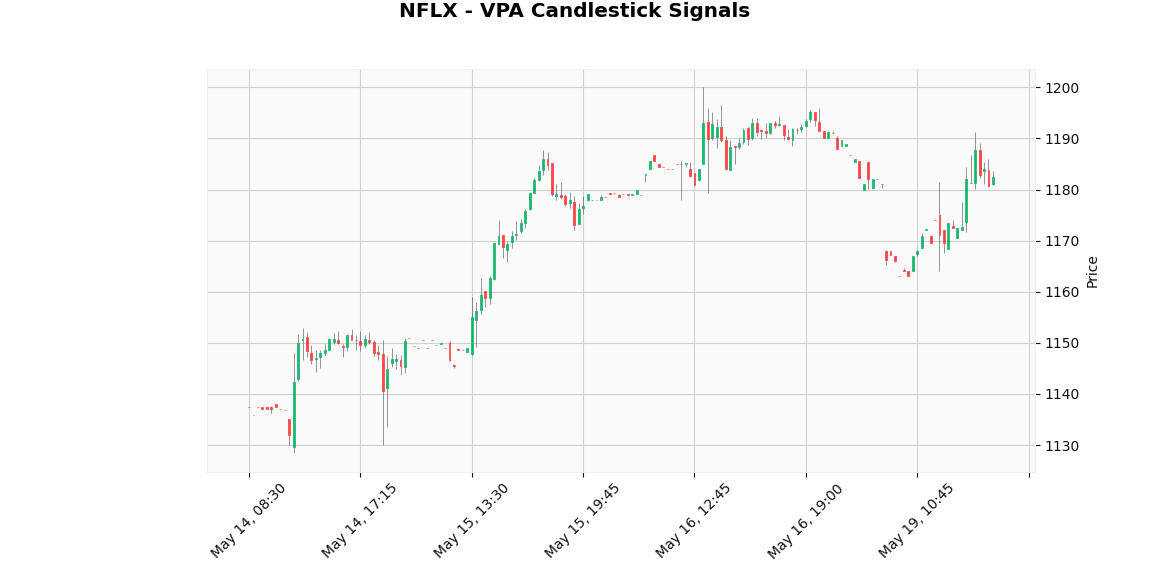 NFLX - VPA Candlestick Signals
1200
1190
1180
1170
1160
1150
1140
1130
Price
May 14, 08:30
May 14, 17:15
May 15, 13:30
May 15, 19:45
May 16, 12:45
May 16, 19:00
May 19, 10:45